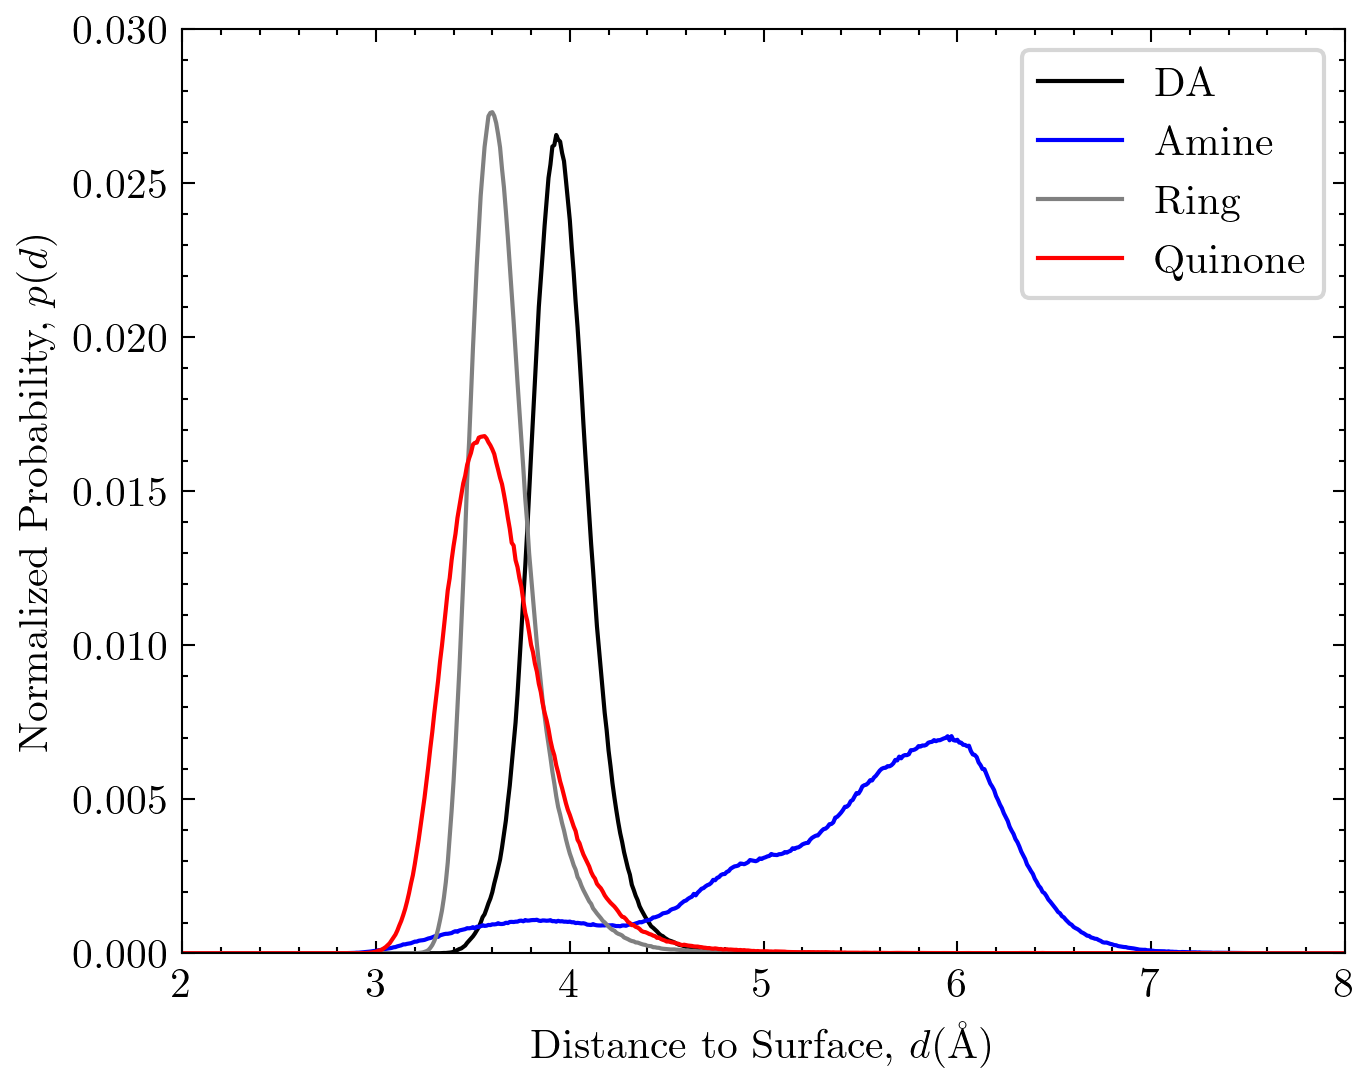 0.030
0.025
0.020
0.015
0.010
0.005
0.000
Normalized Probability, p(d)
DA
Amine
Ring
Quinone
2 3 4 5 6 7 8
Distance to Surface, d(Å)